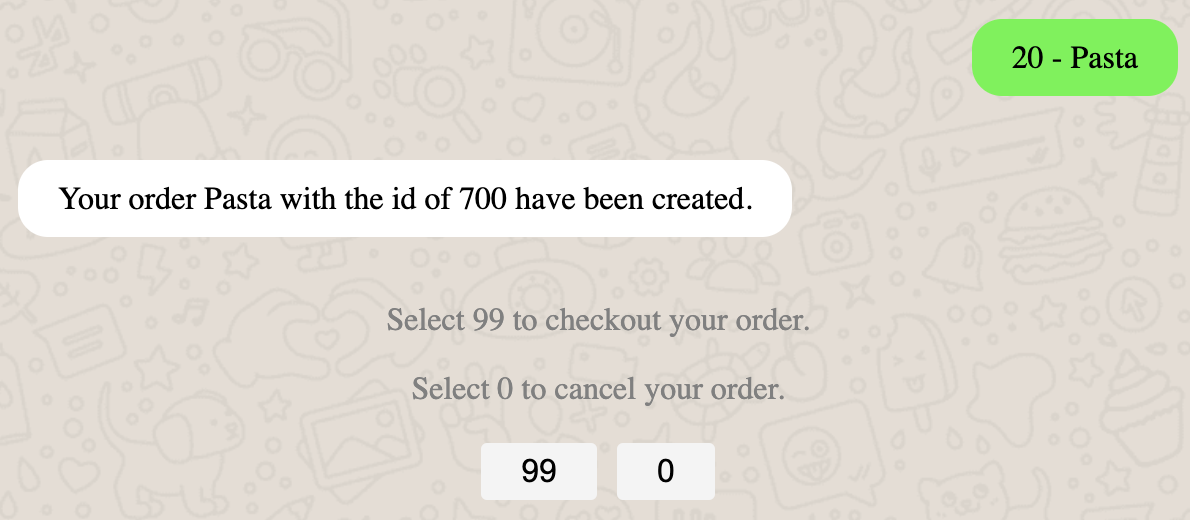 20 - Pasta
Your order Pasta with the id of 700 have been created.
Select 99 to checkout your order.
Select 0 to cancel your order.
99 0